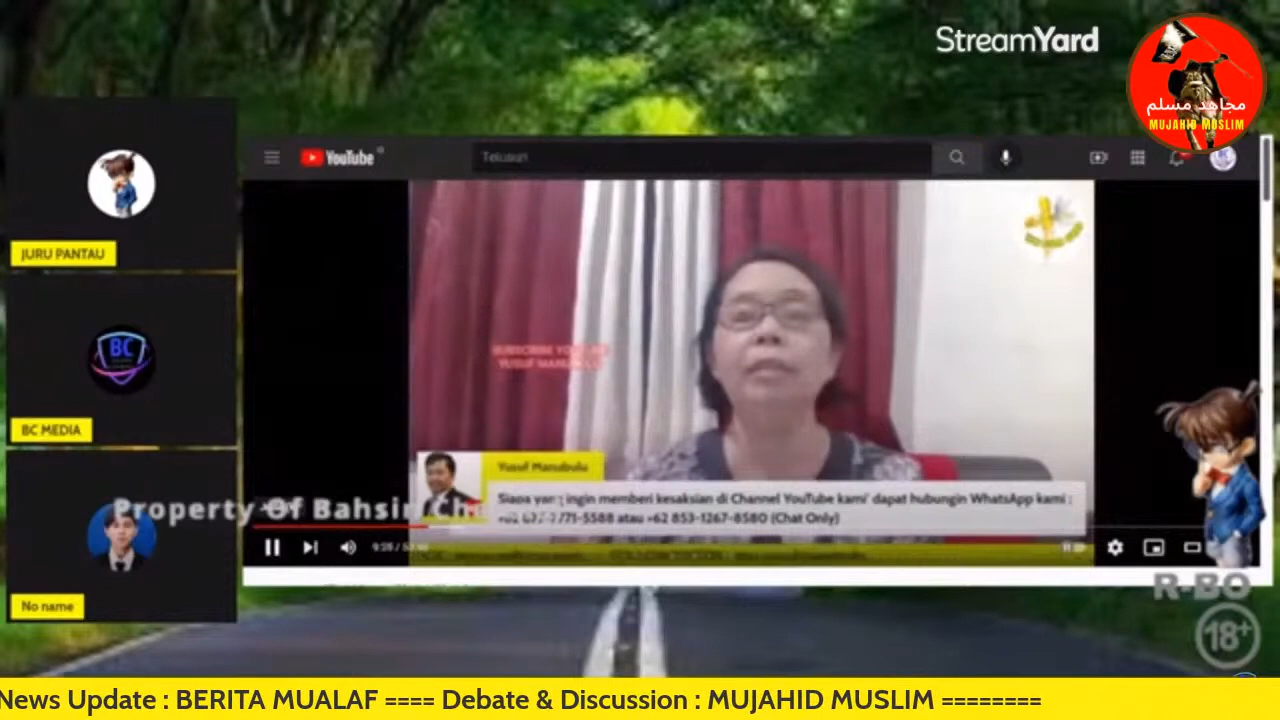 StreamYard
مجاهد مسلم
MUJAHID MUSLIM
YouTube
Telusuri
JURU PANTAU
BC
BC MEDIA
No name
Yusuf Manubulu
Siapa yang ingin memberi kesaksian di Channel YouTube kami' dapat hubungin WhatsApp kami :
5588 atau +62 853-1267-8580 (Chat Only)
Property Of Bahsin
R-BO
18+
News Update : BERITA MUALAF ==== Debate & Discussion : MUJAHID MUSLIM ========